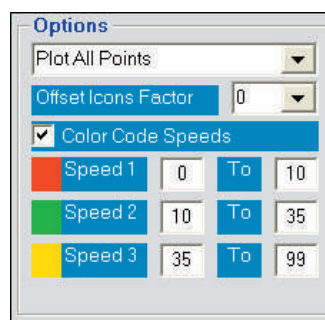 Options
Plot All Points
Offset Icons Factor 0
Color Code Speeds
Speed 1 0 To 10
Speed 2 10 To 35
Speed 3 35 To 99